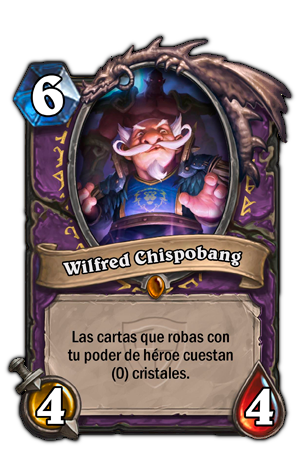 6
Wilfred Chispobang
Las cartas que robas con
tu poder de héroe cuestan
(0) cristales.
4
4